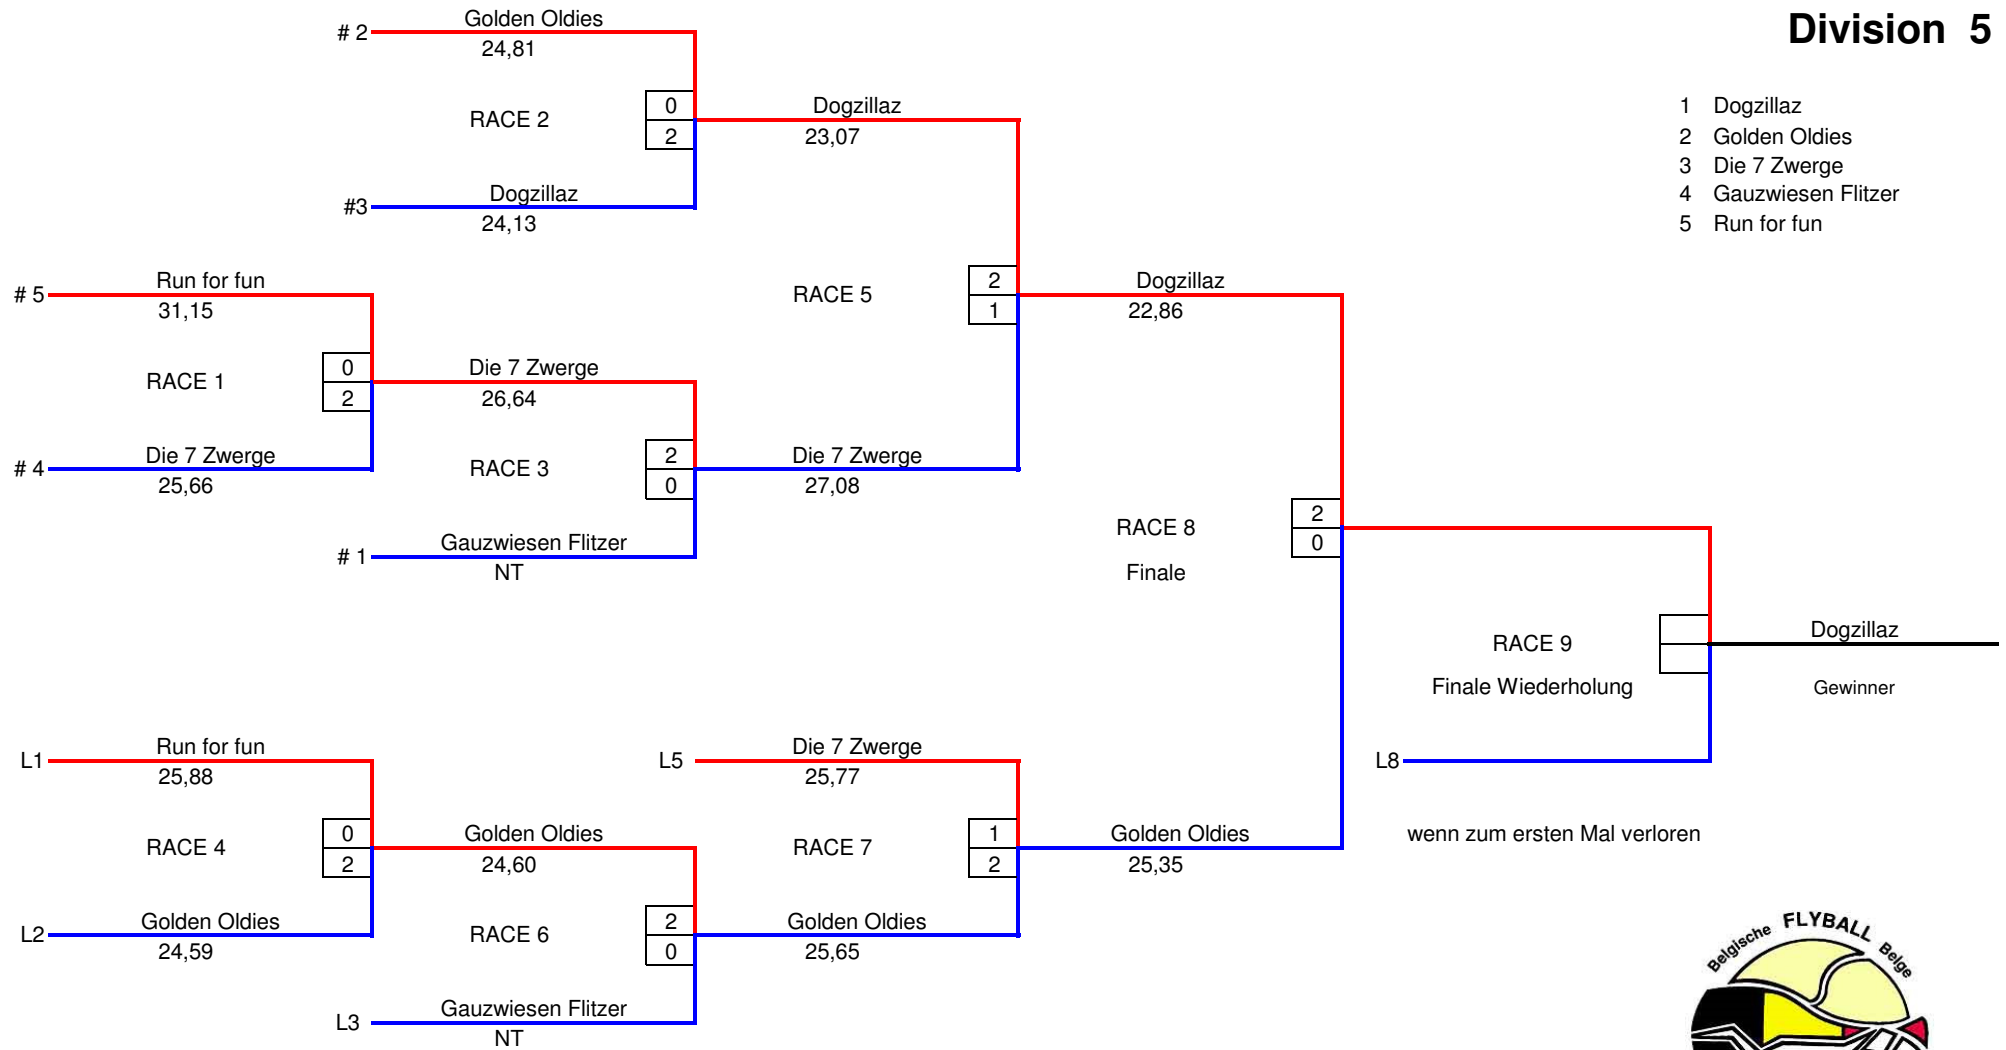 Division 5
1 Dogzillaz
2 Golden Oldies
3 Die 7 Zwerge
4 Gauzwiesen Flitzer
5 Run for fun
# 2
Golden Oldies
24,81
RACE 2
0
2
#3
Dogzillaz
24,13
Dogzillaz
23,07
# 5
Run for fun
31,15
RACE 1
0
2
# 4
Die 7 Zwerge
25,66
Die 7 Zwerge
26,64
RACE 3
2
0
# 1
Gauzwiesen Flitzer
NT
Die 7 Zwerge
27,08
RACE 5
2
1
Dogzillaz
22,86
RACE 8
Finale
2
0
RACE 9
Finale Wiederholung
Dogzillaz
Gewinner
L8
wenn zum ersten Mal verloren
L1
Run for fun
25,88
RACE 4
0
2
L2
Golden Oldies
24,59
Golden Oldies
24,60
RACE 6
2
0
L3
Gauzwiesen Flitzer
NT
L5
Die 7 Zwerge
25,77
RACE 7
1
2
Golden Oldies
25,65
Golden Oldies
25,35
Belgische FLYBALL Belge